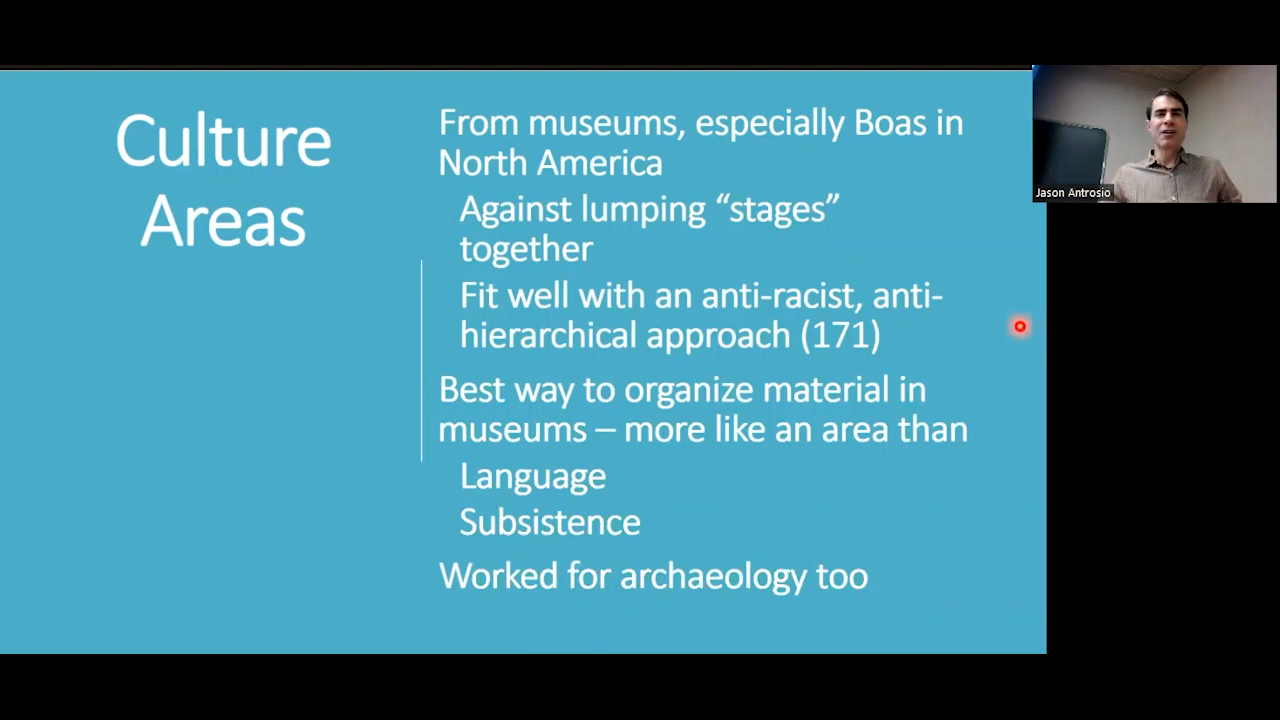 Culture
Areas
From museums, especially Boas in
North America
Against lumping “stages”
together
Fit well with an anti-racist, anti-
hierarchical approach (171)
Best way to organize material in
museums – more like an area than
Language
Subsistence
Worked for archaeology too
Jason Antrosio